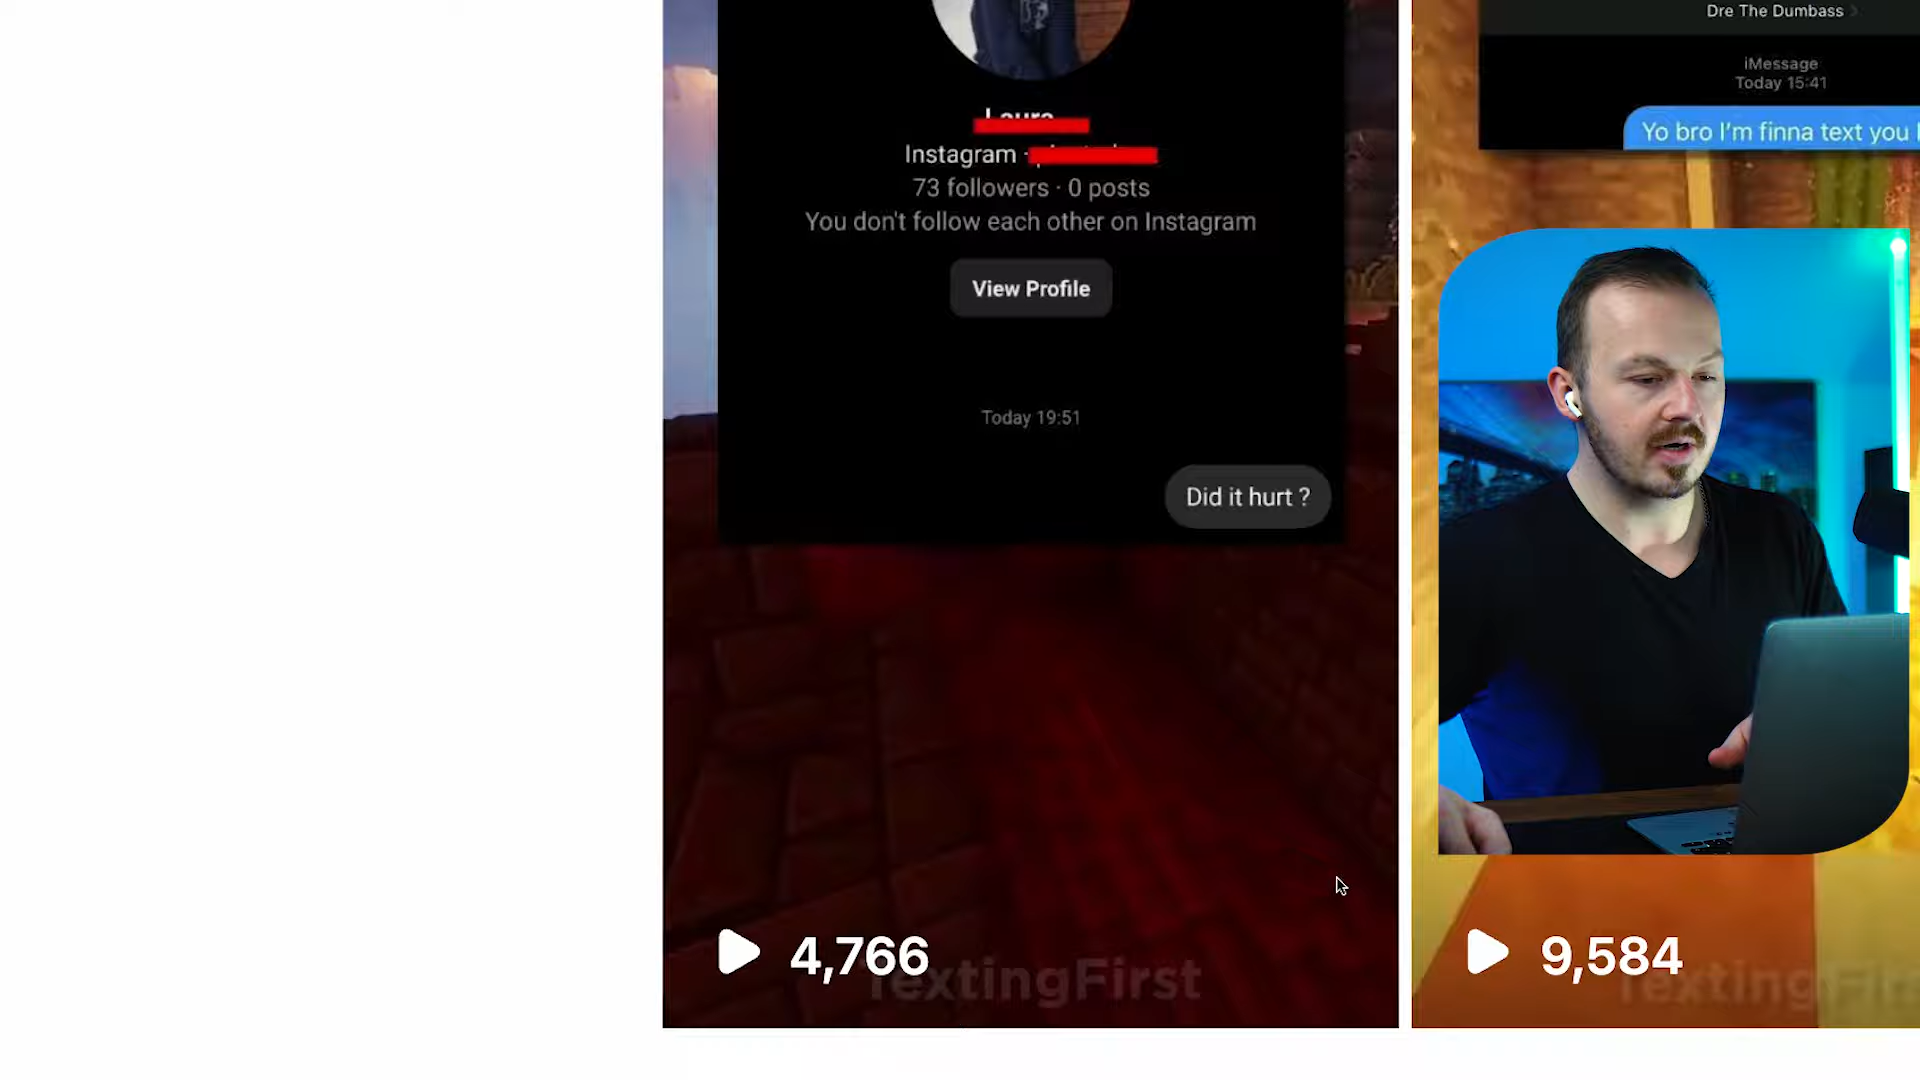 Instagram ·
73 followers · 0 posts
You don't follow each other on Instagram
View Profile
Today 19:51
Did it hurt ?
4,766
TextingFirst
Dre The Dumbass
iMessage
Today 15:41
Yo bro I'm finna text you
9,584